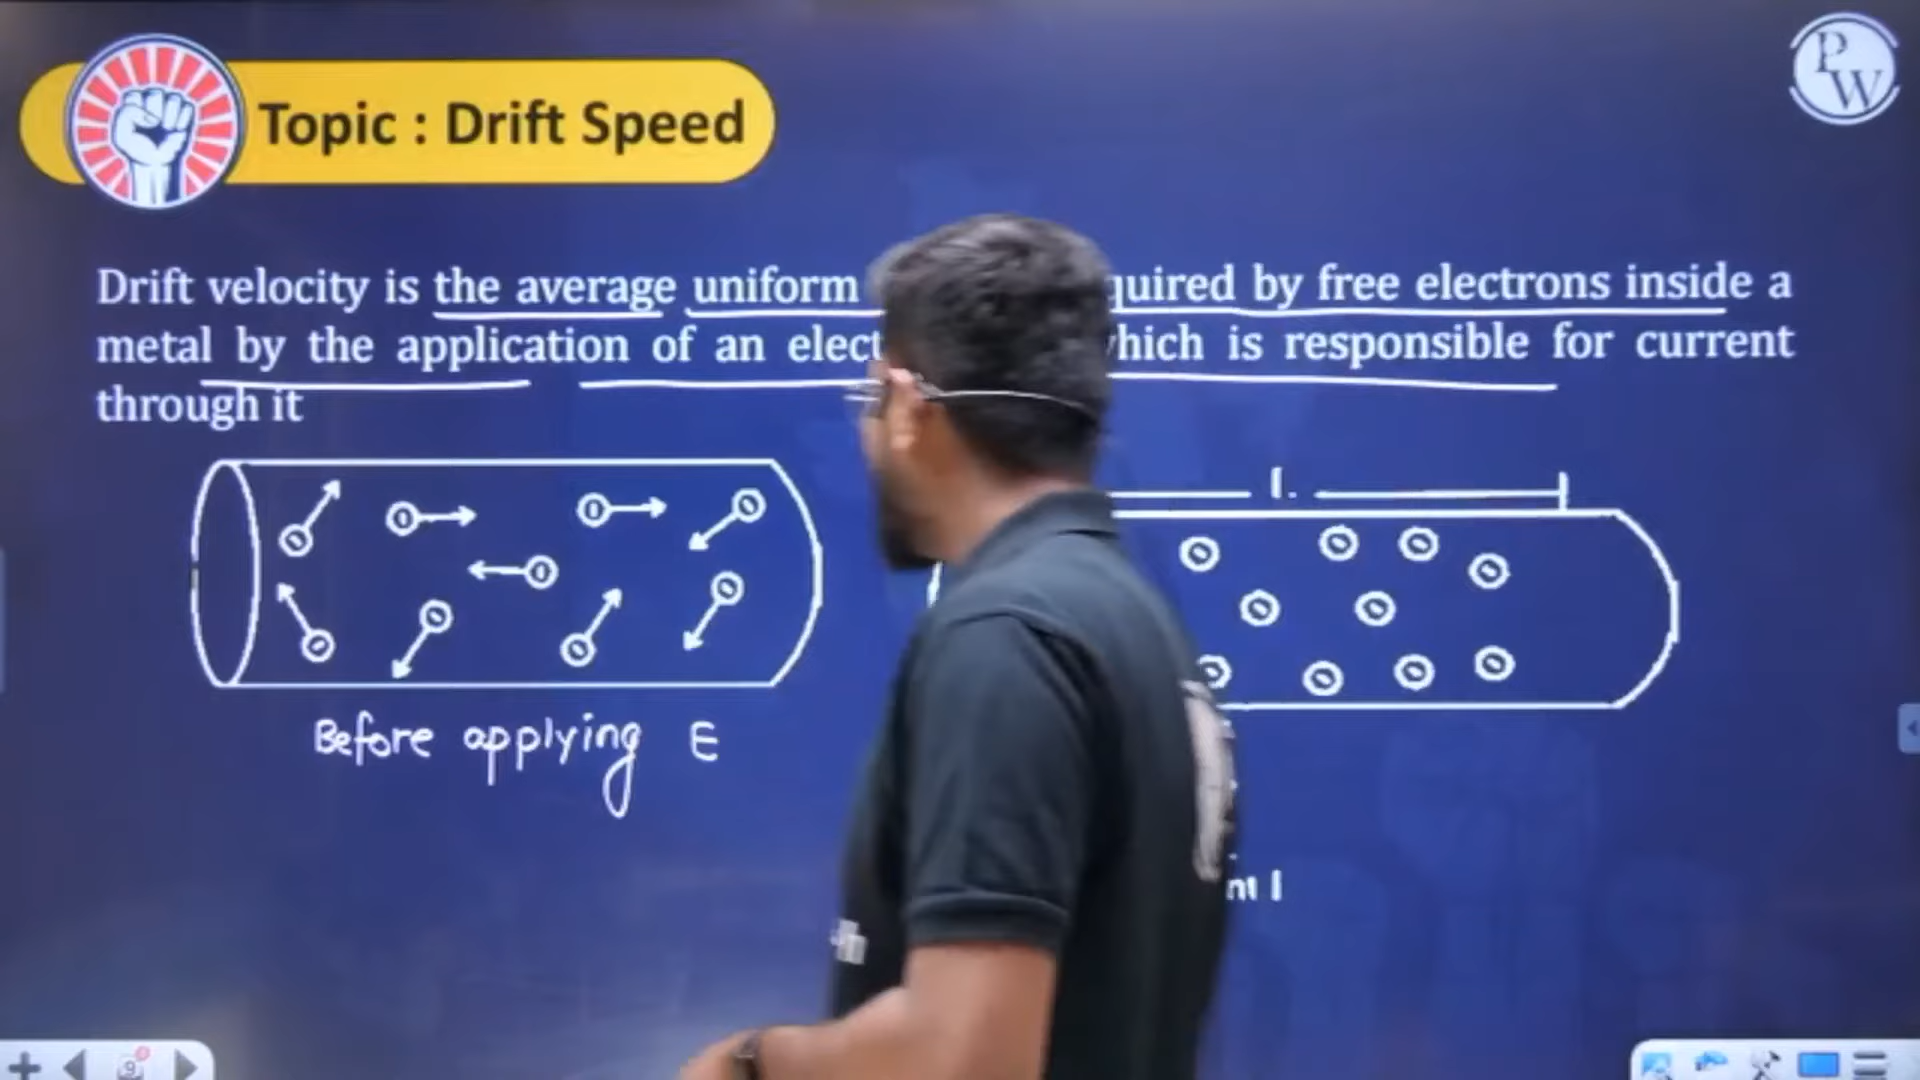 P
W
Topic : Drift Speed
Drift velocity is the average uniform quired by free electrons inside a
metal by the application of an elect hich is responsible for current
through it
l.
Before applying E